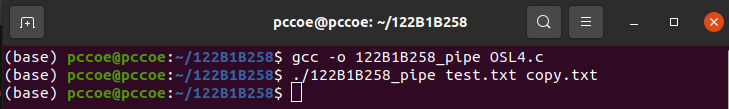 pccoe@pccoe: ~/122B1B258
(base) pccoe@pccoe:~/122B1B258$ gcc -o 122B1B258_pipe OSL4.c
(base) pccoe@pccoe:~/122B1B258$ ./122B1B258_pipe test.txt copy.txt
(base) pccoe@pccoe:~/122B1B258$